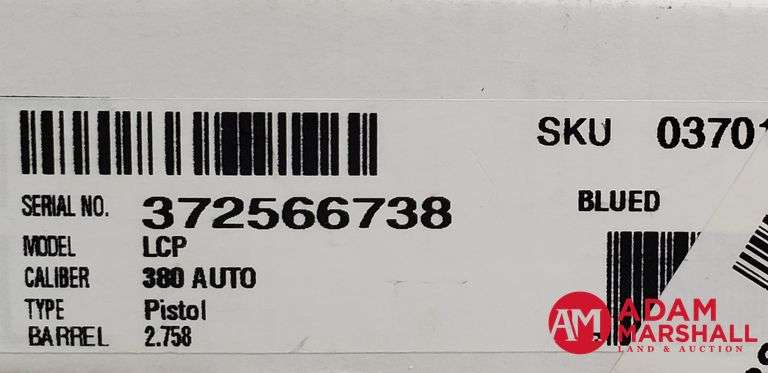 SKU 03701
SERIAL NO. 372566738
BLUED
MODEL LCP
CALIBER 380 AUTO
TYPE Pistol
BARREL 2.758
AM ADAM
MARSHALL
LAND & AUCTION